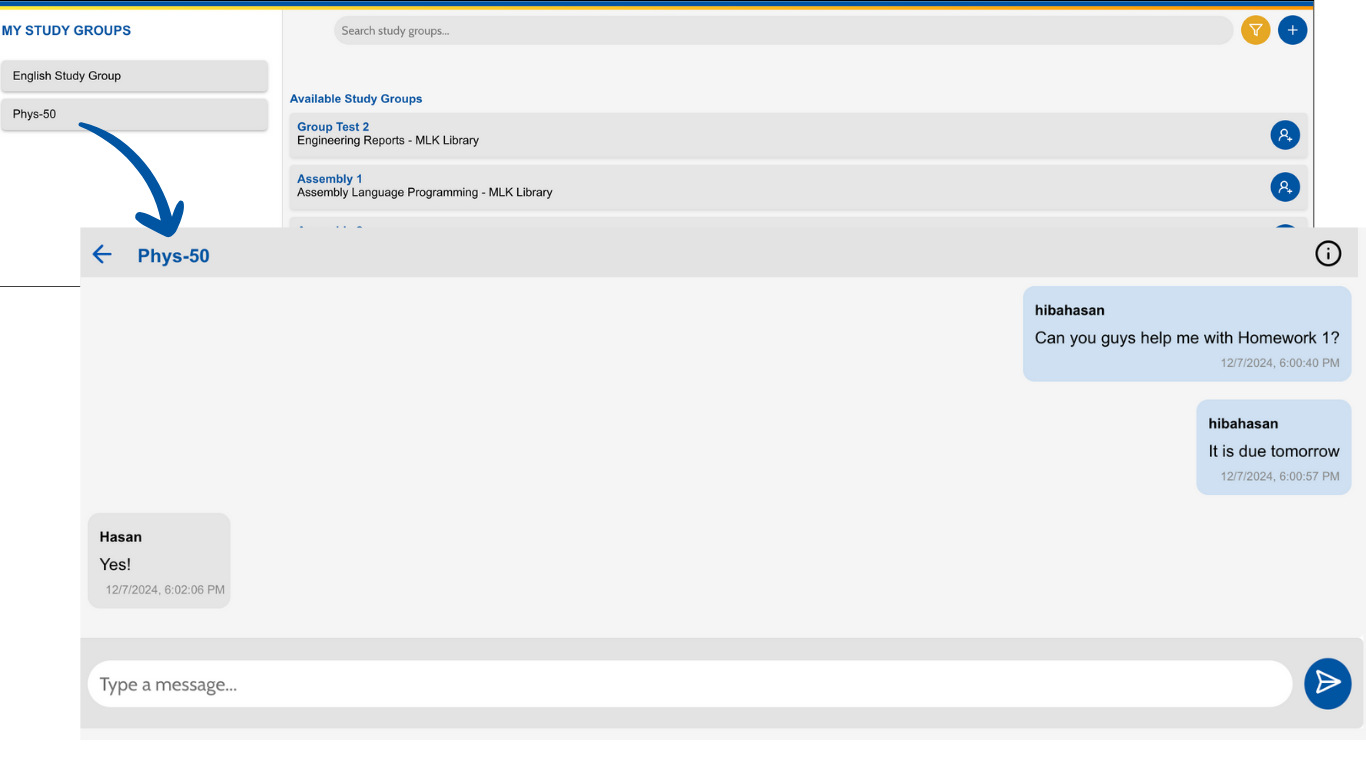 MY STUDY GROUPS
Search study groups...
English Study Group
Phys-50
Available Study Groups
Group Test 2
Engineering Reports - MLK Library
Assembly 1
Assembly Language Programming - MLK Library
Phys-50
hibahasan
Can you guys help me with Homework 1?
12/7/2024, 6:00:40 PM
hibahasan
It is due tomorrow
12/7/2024, 6:00:57 PM
Hasan
Yes!
12/7/2024, 6:02:06 PM
Type a message...